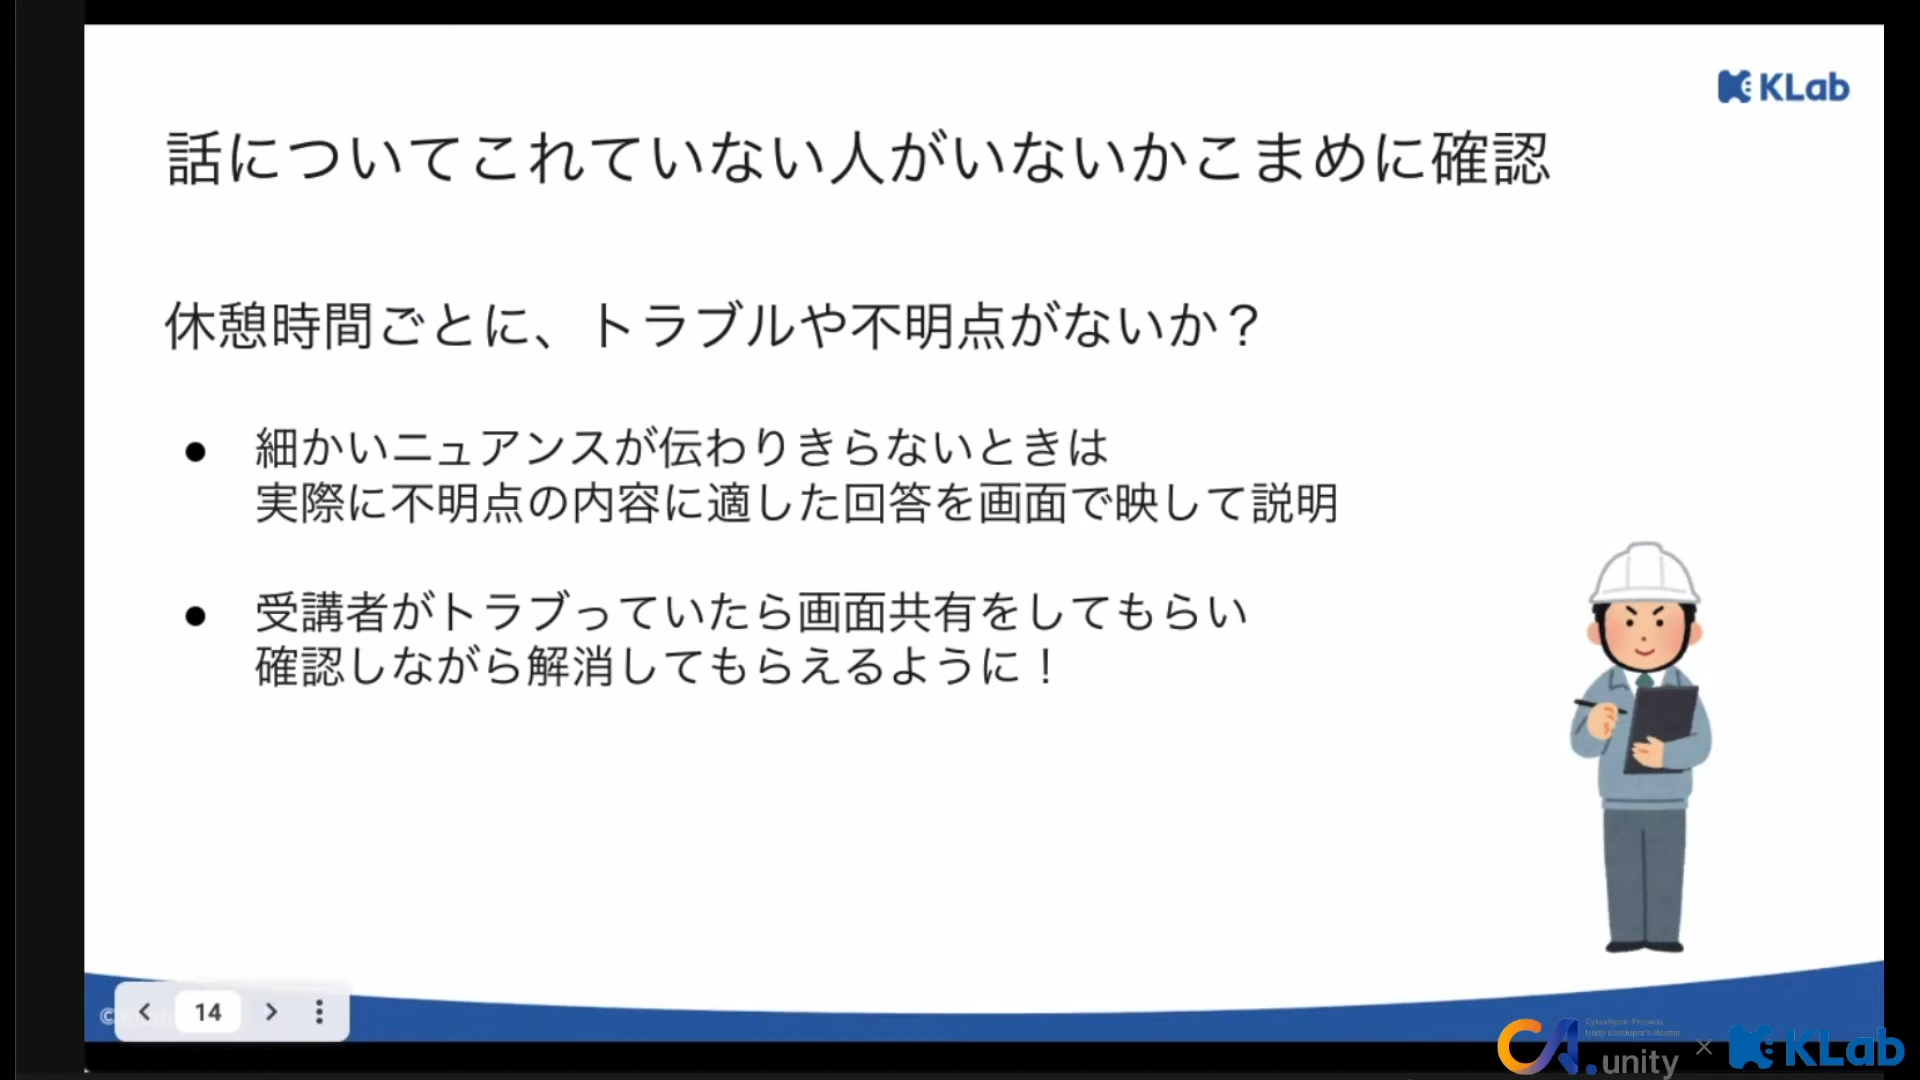 KLab
話についてこれていない人がいないかこまめに確認
休憩時間ごとに、トラブルや不明点がないか？
● 細かいニュアンスが伝わりきらないときは
実際に不明点の内容に適した回答を画面で映して説明
● 受講者がトラブっていたら画面共有をしてもらい
確認しながら解消してもらえるように！
14
CyberAgent Presents
Unity Developer's Meetup
CA.unity × KLab